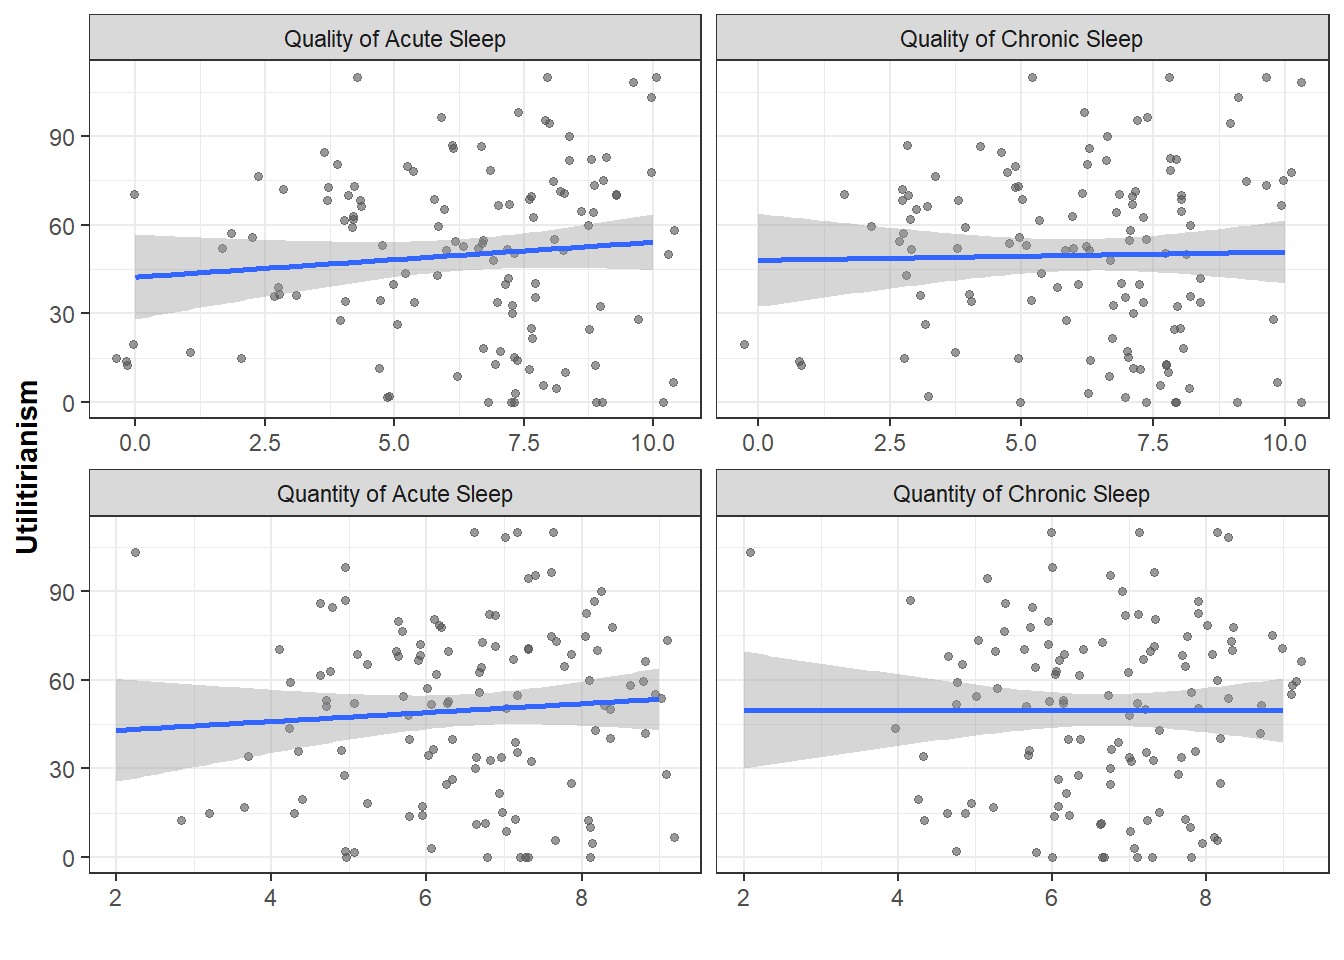 Quality of Acute Sleep
Quality of Chronic Sleep
90
60
30
0
0.0 2.5 5.0 7.5 10.0
0.0 2.5 5.0 7.5 10.0
Utilitirianism
Quantity of Acute Sleep
Quantity of Chronic Sleep
90
60
30
0
2 4 6 8
2 4 6 8